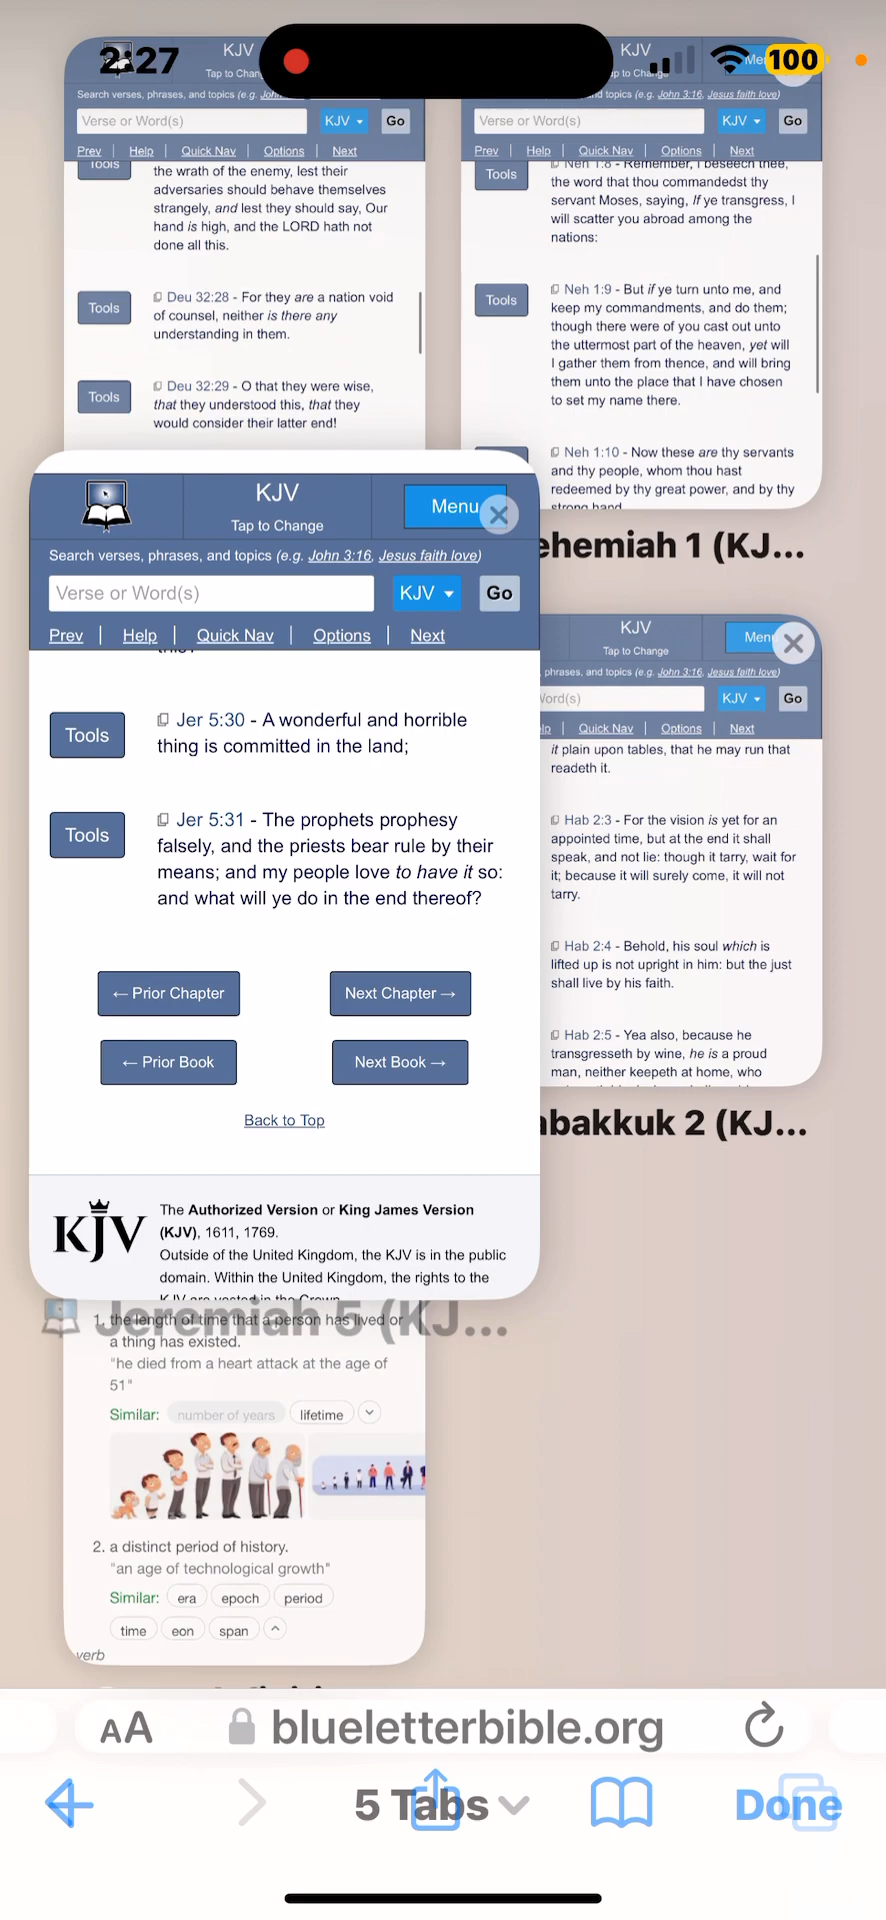 2:27
100
KJV
Tap to Chan
Search verses, phrases, and topics (e.g. John
Verse or Word(s)
KJV
Go
Prev | Help | Quick Nav | Options | Next
Tools
the wrath of the enemy, lest their
adversaries should behave themselves
strangely, and lest they should say, Our
hand is high, and the LORD hath not
done all this.
Tools
Deu 32:28 - For they are a nation void
of counsel, neither is there any
understanding in them.
Tools
Deu 32:29 - O that they were wise,
that they understood this, that they
would consider their latter end!
KJV
p to Change
Me
nd topics (e.g. John 3:16, Jesus faith love)
Verse or Word(s)
KJV
Go
Prev | Help | Quick Nav | Options | Next
Tools
Neh 1:8 - Remember, I beseech thee,
the word that thou commandedst thy
servant Moses, saying, If ye transgress, I
will scatter you abroad among the
nations:
Tools
Neh 1:9 - But if ye turn unto me, and
keep my commandments, and do them;
though there were of you cast out unto
the uttermost part of the heaven, yet will
I gather them from thence, and will bring
them unto the place that I have chosen
to set my name there.
Neh 1:10 - Now these are thy servants
and thy people, whom thou hast
redeemed by thy great power, and by thy
strong hand
ehemiah 1 (KJ...
KJV
Tap to Change
Menu
Search verses, phrases, and topics (e.g. John 3:16, Jesus faith love)
Verse or Word(s)
KJV
Go
Prev | Help | Quick Nav | Options | Next
this?
Tools
Jer 5:30 - A wonderful and horrible
thing is committed in the land;
Tools
Jer 5:31 - The prophets prophesy
falsely, and the priests bear rule by their
means; and my people love to have it so:
and what will ye do in the end thereof?
← Prior Chapter
Next Chapter →
← Prior Book
Next Book →
Back to Top
KJV
The Authorized Version or King James Version
(KJV), 1611, 1769.
Outside of the United Kingdom, the KJV is in the public
domain. Within the United Kingdom, the rights to the
KJV are vested in the Crown
Jeremiah 5 (KJ...
KJV
Tap to Change
Menu
phrases, and topics (e.g. John 3:16, Jesus faith love)
Word(s)
KJV
Go
lp | Quick Nav | Options | Next
it plain upon tables, that he may run that
readeth it.
Hab 2:3 - For the vision is yet for an
appointed time, but at the end it shall
speak, and not lie: though it tarry, wait for
it; because it will surely come, it will not
tarry.
Hab 2:4 - Behold, his soul which is
lifted up is not upright in him: but the just
shall live by his faith.
Hab 2:5 - Yea also, because he
transgresseth by wine, he is a proud
man, neither keepeth at home, who
abakkuk 2 (KJ...
1. the length of time that a person has lived or
a thing has existed.
"he died from a heart attack at the age of
51"
Similar: number of years lifetime
2. a distinct period of history.
"an age of technological growth"
Similar: era epoch period
time eon span
verb
AA blueletterbible.org
5 Tabs
Done